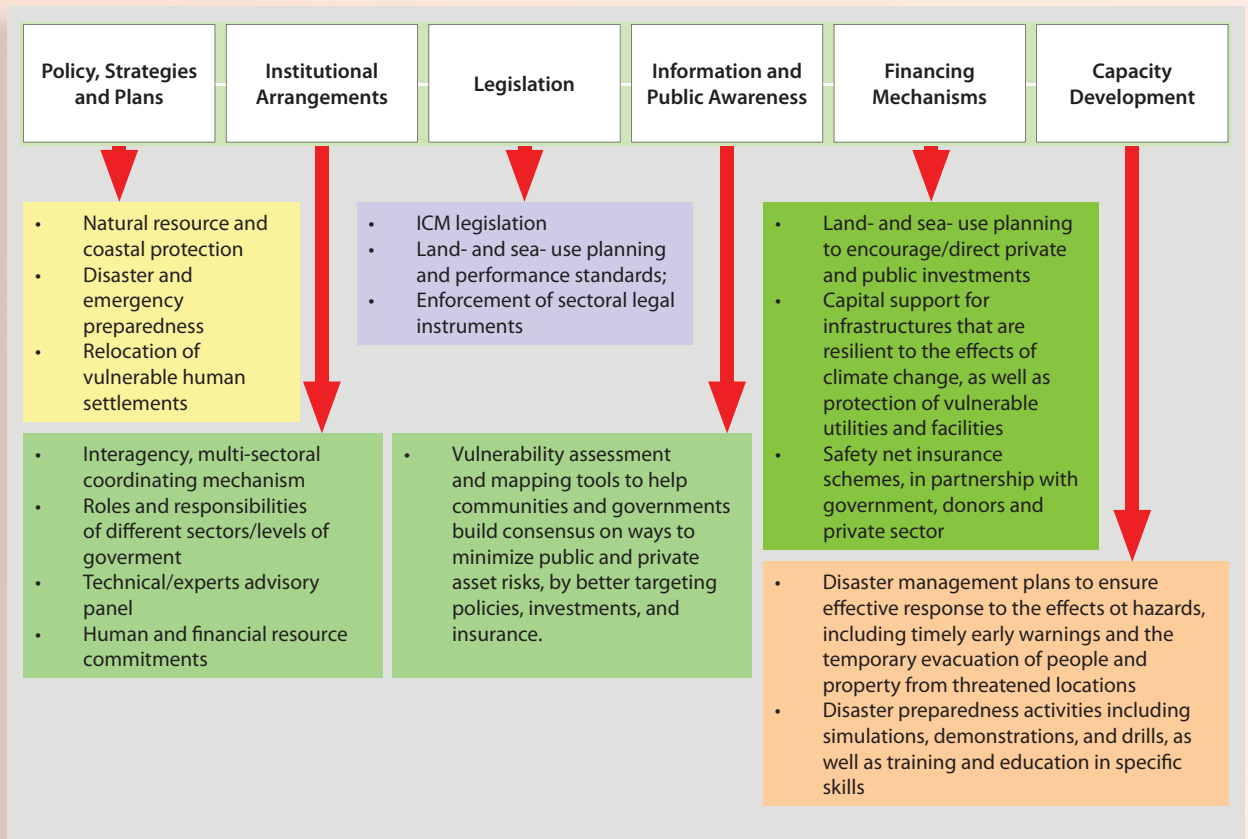 Policy, Strategies
and Plans
Institutional
Arrangements
Legislation
Information and
Public Awareness
Financing
Mechanisms
Capacity
Development
• Natural resource and
coastal protection
• Disaster and
emergency
preparedness
• Relocation of
vulnerable human
settlements
• ICM legislation
• Land- and sea- use planning
and performance standards;
• Enforcement of sectoral legal
instruments
• Land- and sea- use planning
to encourage/direct private
and public investments
• Capital support for
infrastructures that are
resilient to the effects of
climate change, as well as
protection of vulnerable
utilities and facilities
• Safety net insurance
schemes, in partnership with
government, donors and
private sector
• Interagency, multi-sectoral
coordinating mechanism
• Roles and responsibilities
of different sectors/levels of
goverment
• Technical/experts advisory
panel
• Human and financial resource
commitments
• Vulnerability assessment
and mapping tools to help
communities and governments
build consensus on ways to
minimize public and private
asset risks, by better targeting
policies, investments, and
insurance.
• Disaster management plans to ensure
effective response to the effects ot hazards,
including timely early warnings and the
temporary evacuation of people and
property from threatened locations
• Disaster preparedness activities including
simulations, demonstrations, and drills, as
well as training and education in specific
skills